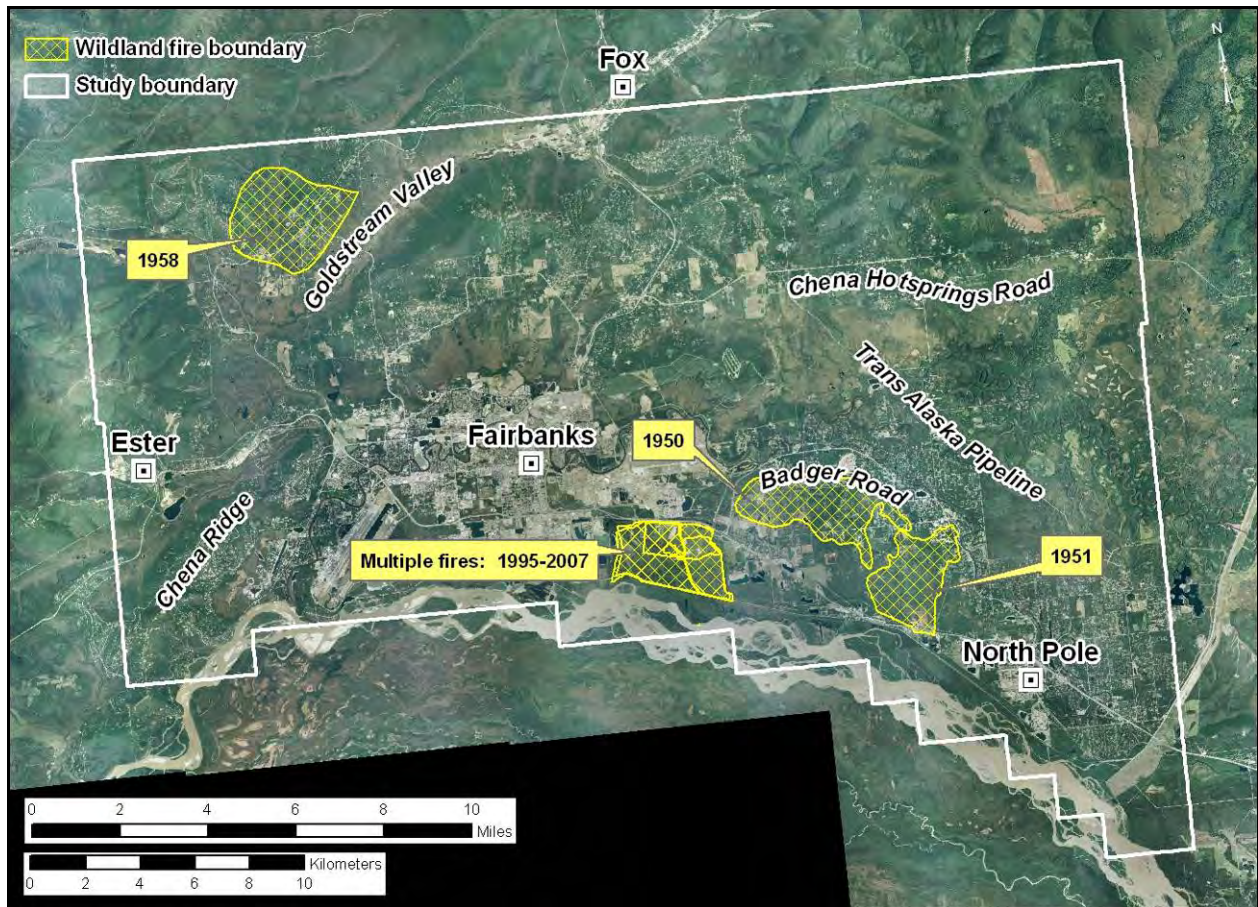 Wildland fire boundary
Study boundary
Fox
N
Goldstream Valley
1958
Chena Hotsprings Road
Trans Alaska Pipeline
Ester
Fairbanks
1950
Badger Road
Chena Ridge
Multiple fires: 1995-2007
1951
North Pole
0 2 4 6 8 10
Miles
Kilometers
0 2 4 6 8 10